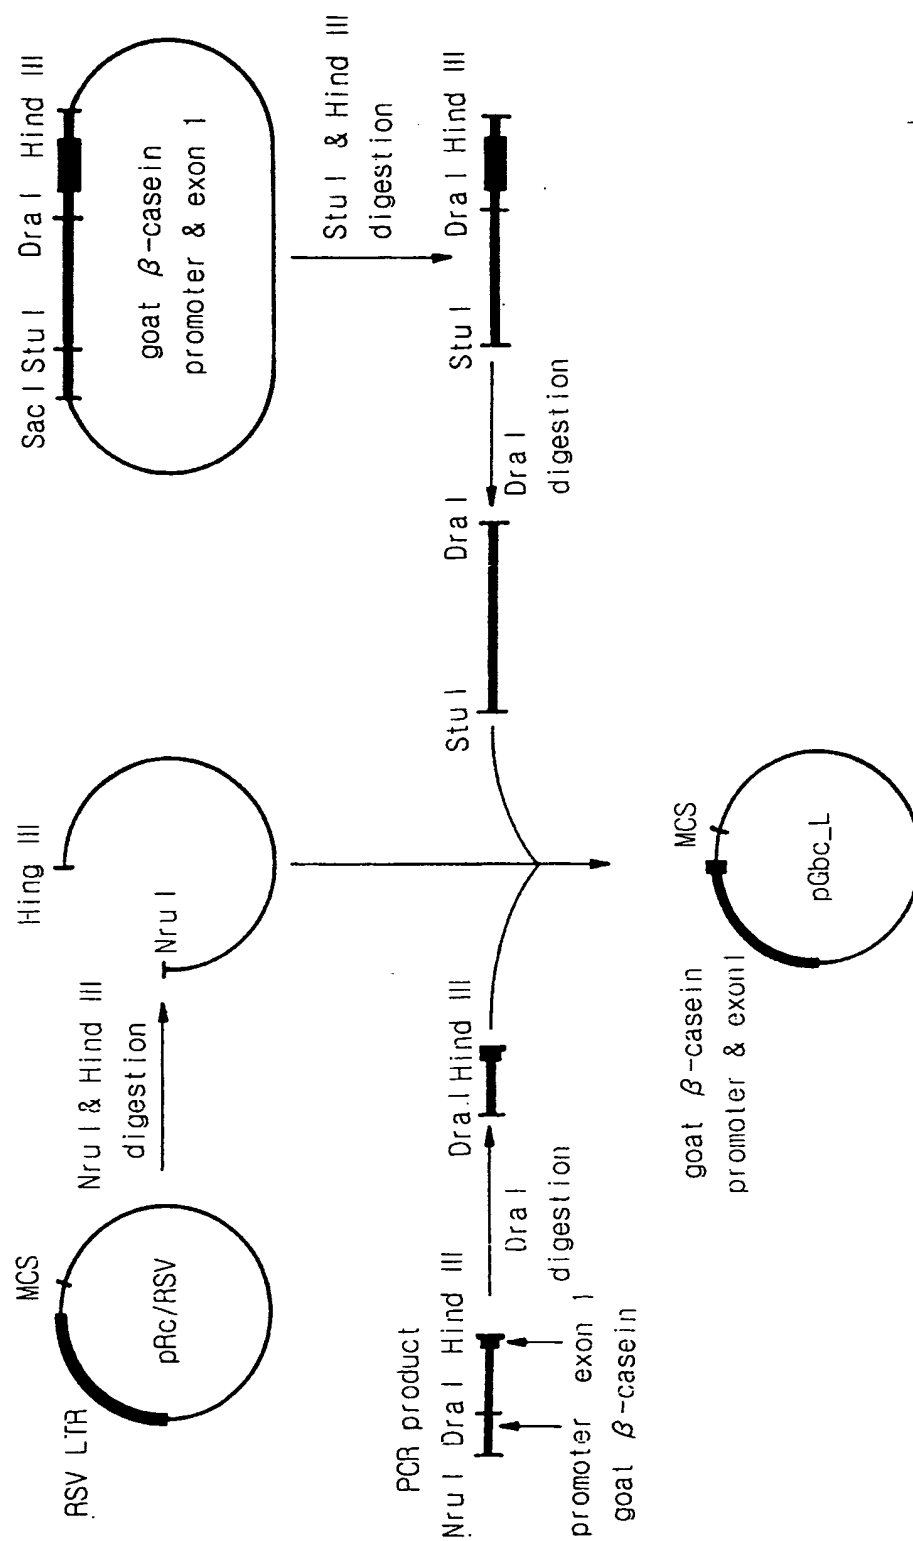 RSV LTR
MCS
pRc/RSV
Nru I & Hind III
digestion
Hing III
Nru I
Sac I Stu I Dra I Hind III
goat β-casein
promoter & exon 1
Stu I & Hind III
digestion
PCR product
Nru I Dra I Hind III
promoter exon 1
goat β-casein
Dra I
digestion
Dra.I Hind III
Stu I Dra I
Dra I
digestion
Stu I Dra I Hind III
goat β-casein
promoter & exon1
MCS
pGbc_L